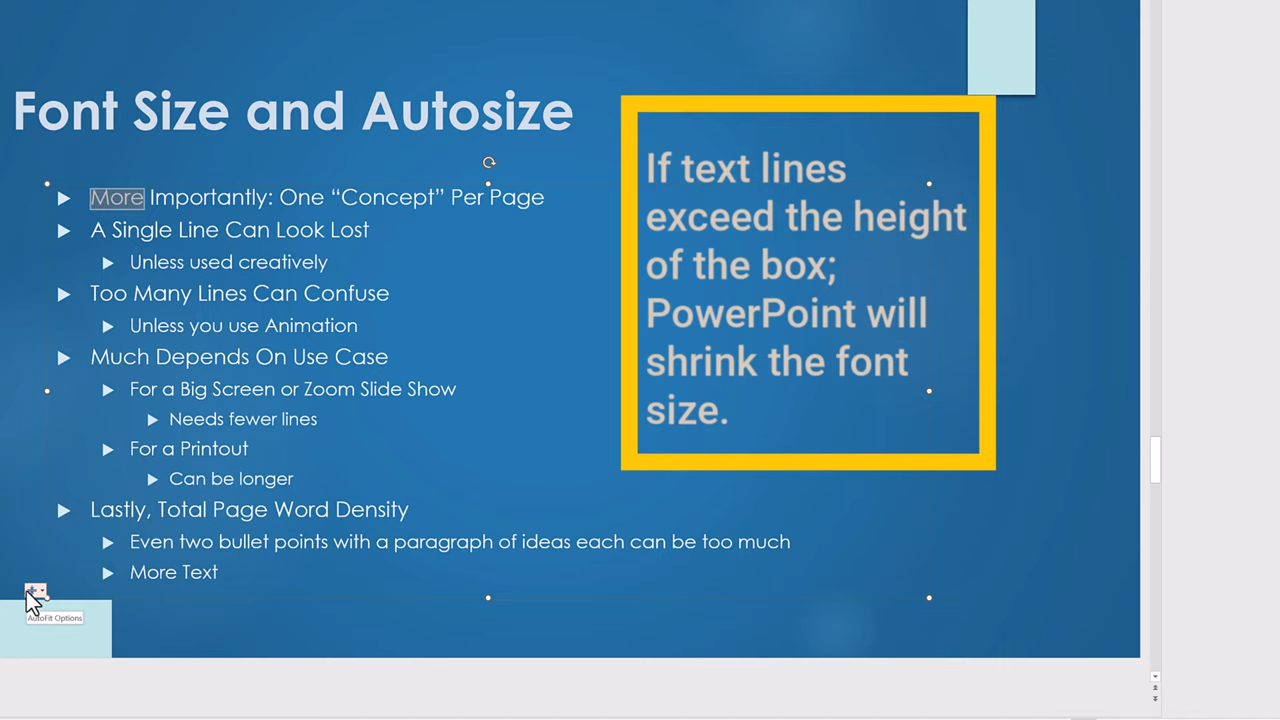 Font Size and Autosize
More Importantly: One “Concept” Per Page
A Single Line Can Look Lost
Unless used creatively
Too Many Lines Can Confuse
Unless you use Animation
Much Depends On Use Case
For a Big Screen or Zoom Slide Show
Needs fewer lines
For a Printout
Can be longer
Lastly, Total Page Word Density
Even two bullet points with a paragraph of ideas each can be too much
More Text
If text lines
exceed the height
of the box;
PowerPoint will
shrink the font
size.
AutoFit Options